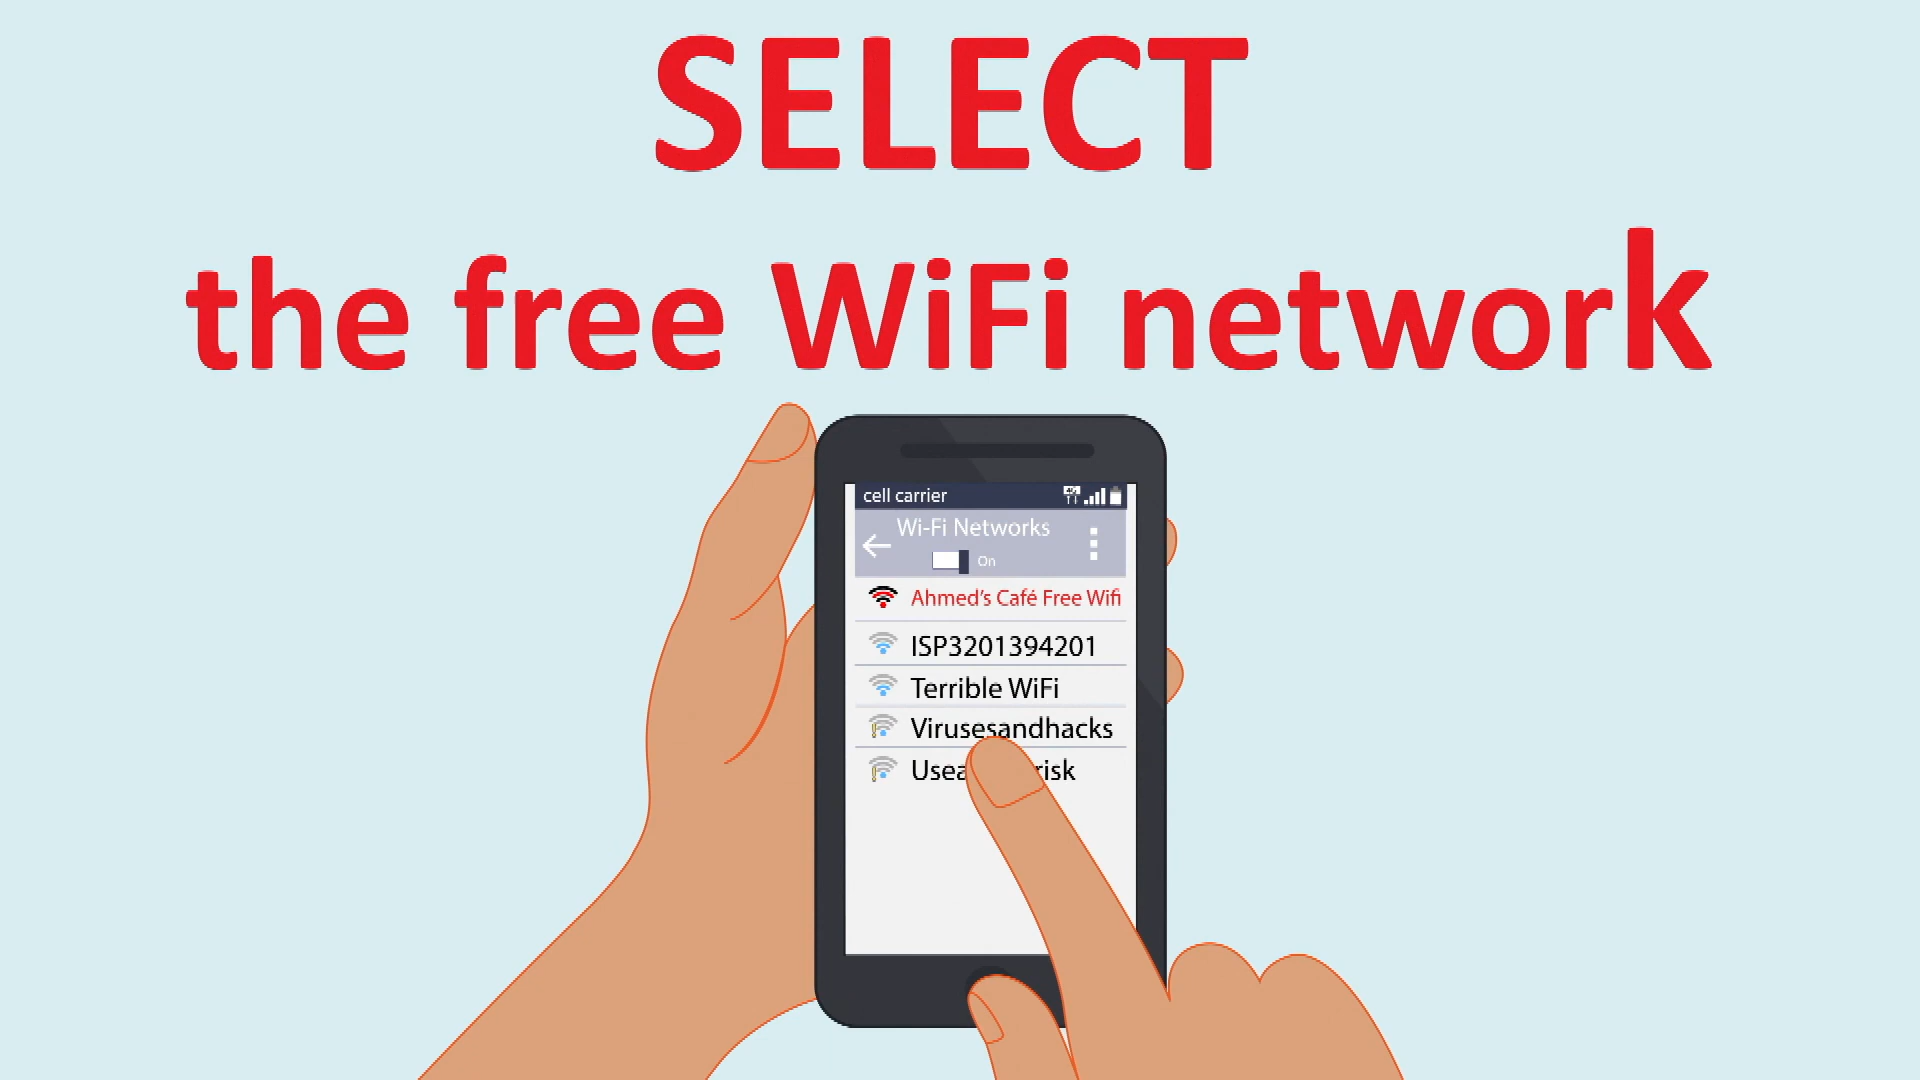 SELECT
the free WiFi network
cell carrier
4G
Wi-Fi Networks
On
Ahmed's Café Free Wifi
ISP3201394201
Terrible WiFi
Virusesandhacks